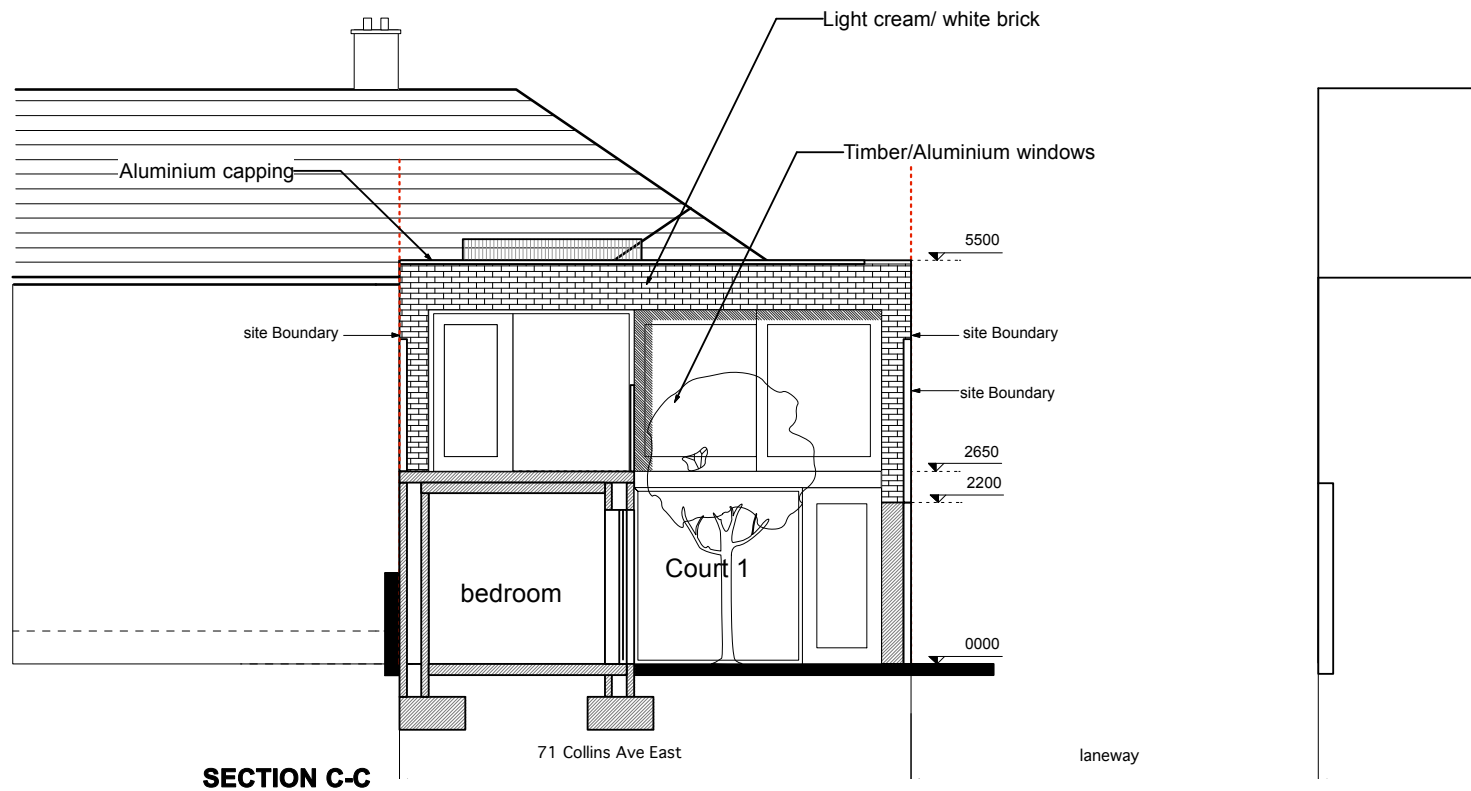 Light cream/ white brick
Timber/Aluminium windows
Aluminium capping
5500
site Boundary
site Boundary
site Boundary
2650
2200
Court 1
bedroom
0000
71 Collins Ave East
laneway
SECTION C-C